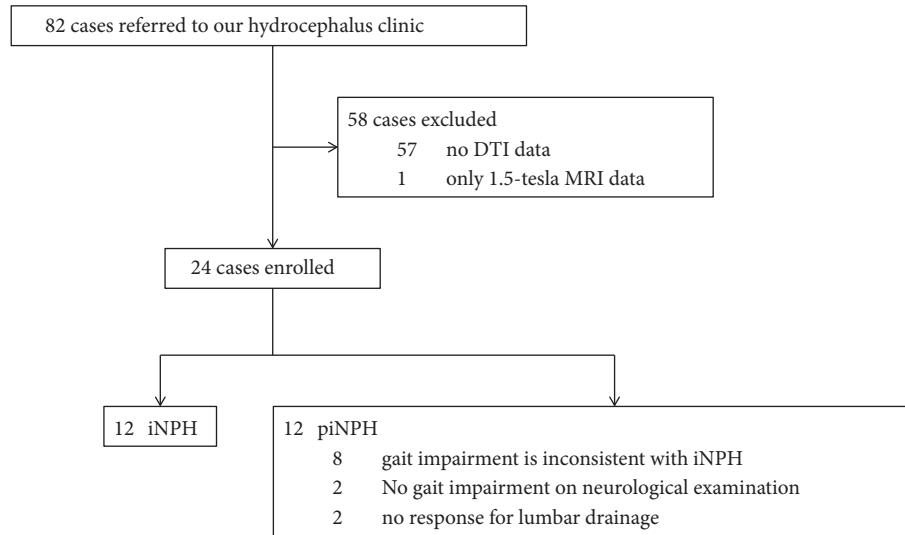 82 cases referred to our hydrocephalus clinic
58 cases excluded
57 no DTI data
1 only 1.5-tesla MRI data
24 cases enrolled
12 iNPH
12 piNPH
8 gait impairment is inconsistent with iNPH
2 No gait impairment on neurological examination
2 no response for lumbar drainage